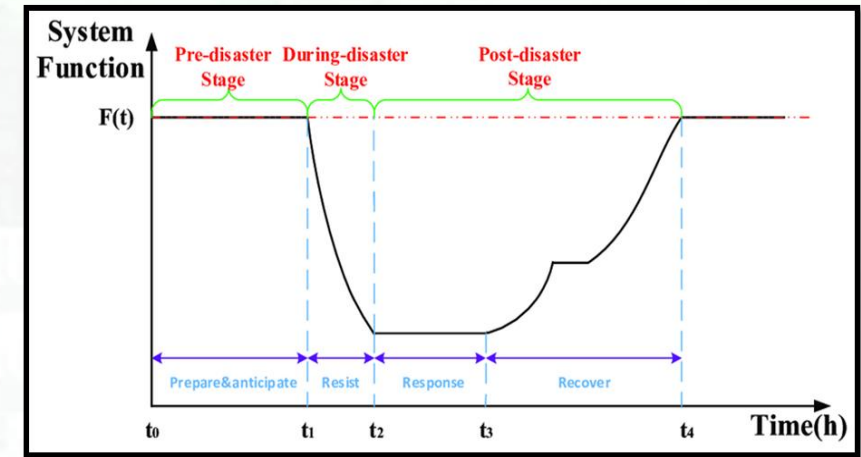 System
Function
Pre-disaster
Stage
During-disaster
Stage
Post-disaster
Stage
F(t)
Prepare&anticipate
Resist
Response
Recover
t0
t1
t2
t3
t4
Time(h)